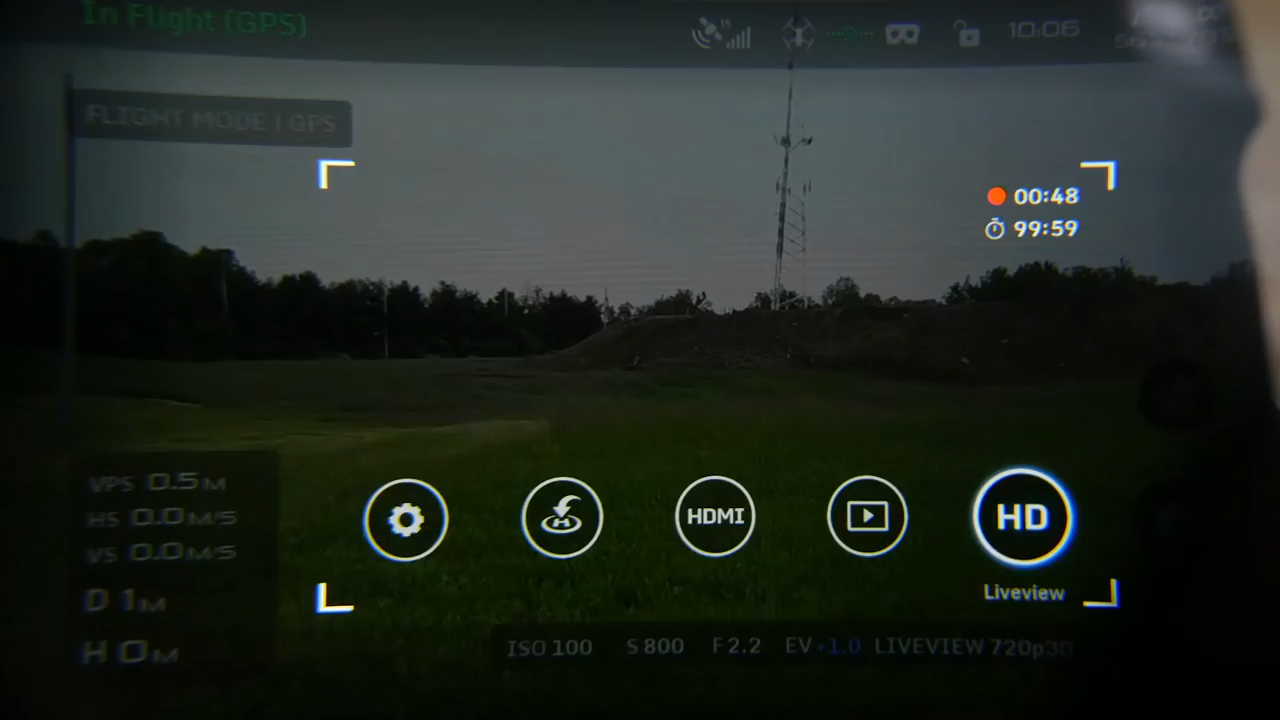 In Flight (GPS)
15
10:06
FLIGHT MODE | GPS
00:48
99:59
VPS 0.5M
HS 0.0M/S
VS 0.0M/S
D 1M
H 0M
H
HDMI
HD
Liveview
ISO 100 S 800 F 2.2 EV +1.0 LIVEVIEW 720p30